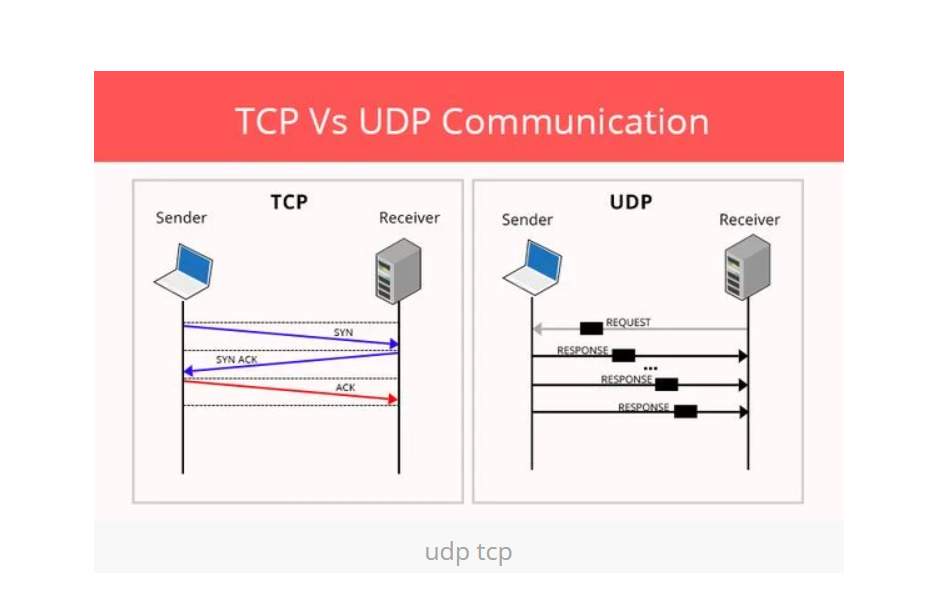 TCP Vs UDP Communication
TCP
Sender
Receiver
SYN
SYN ACK
ACK
UDP
Sender
Receiver
REQUEST
RESPONSE
...
RESPONSE
RESPONSE
udp tcp